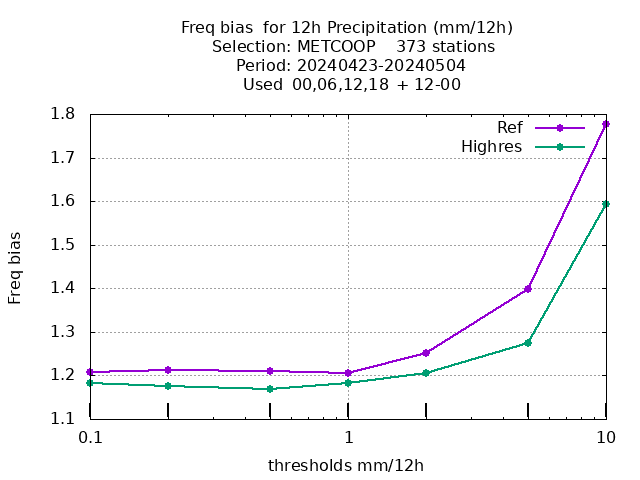 Freq bias  for 12h Precipitation (mm/12h)
Selection: METCOOP    373 stations
Period: 20240423-20240504
Used  00,06,12,18 + 12-00
Ref
Highres
1.8
1.7
1.6
1.5
1.4
1.3
1.2
1.1
Freq bias
0.1
1
10
thresholds mm/12h